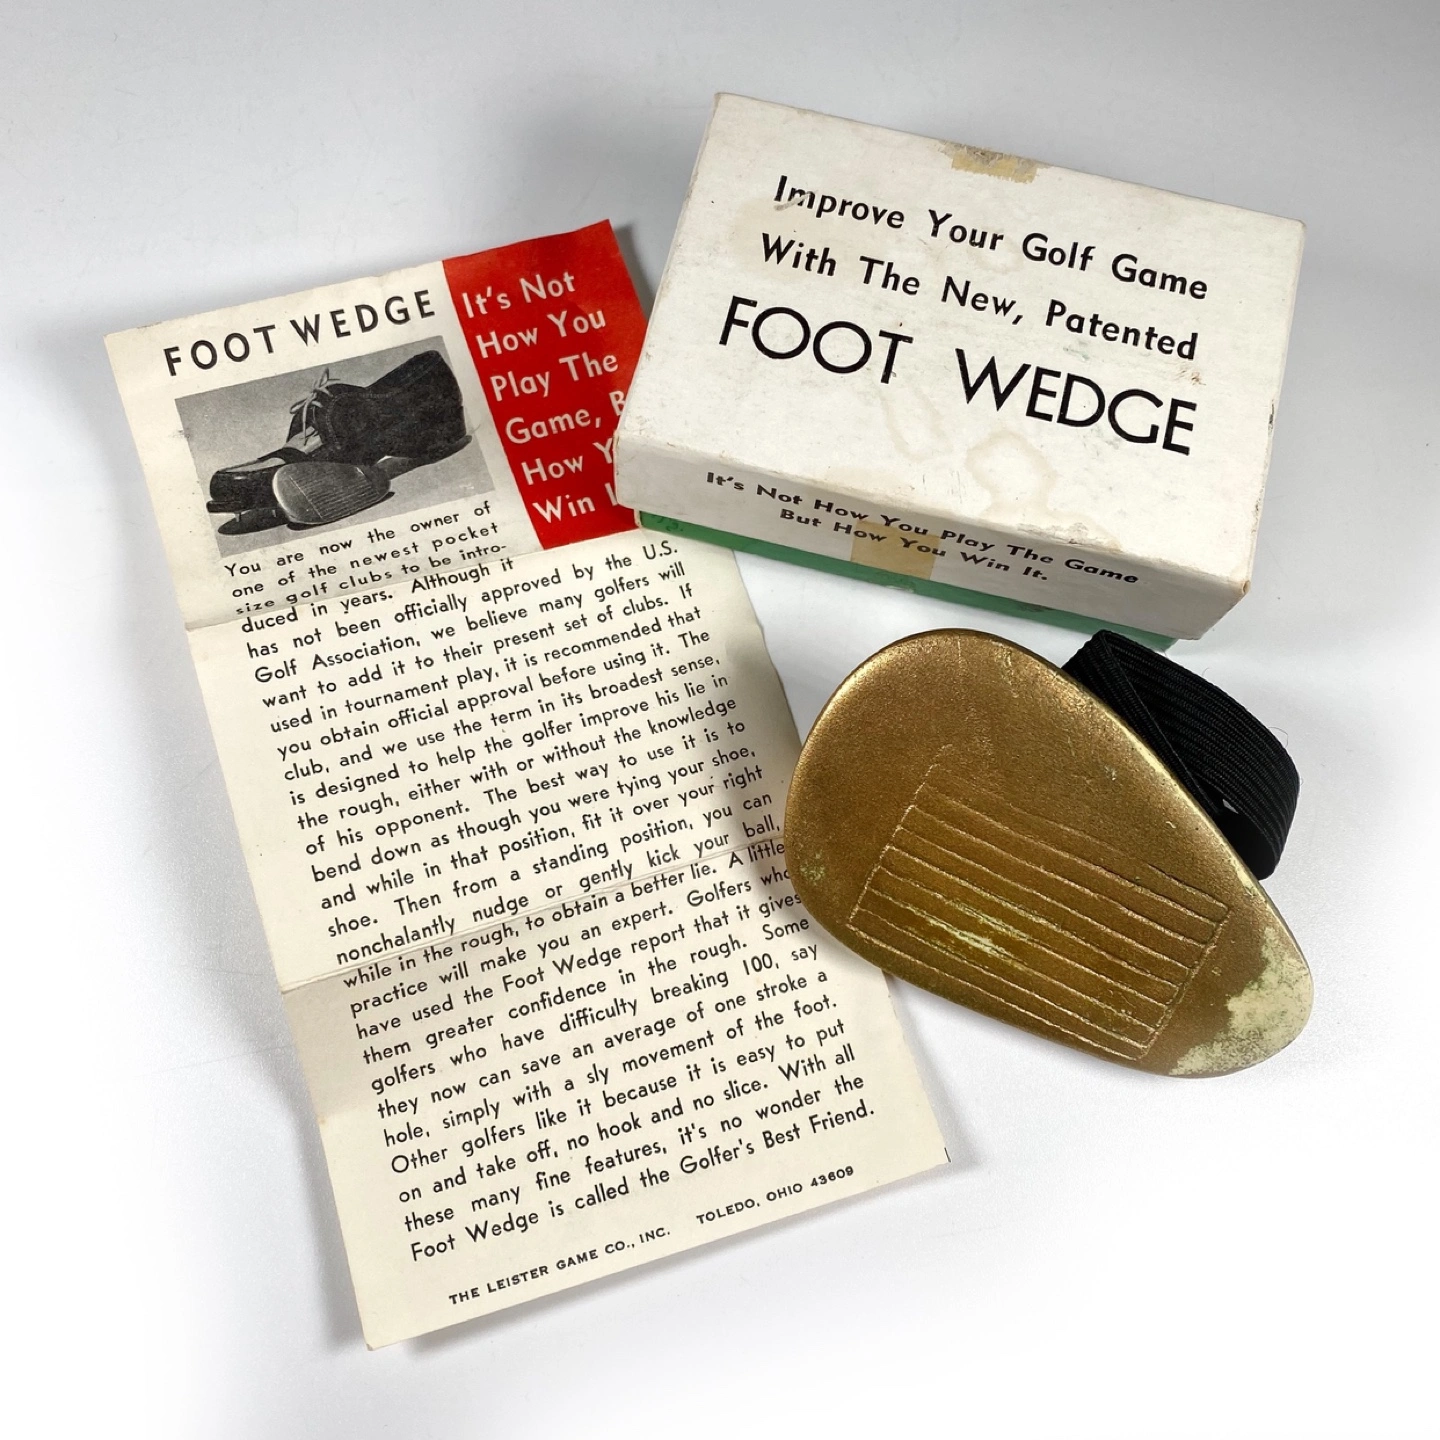 FOOT WEDGE
It's Not
How You
Play The
Game,
How
Win
You are now the owner of
one of the newest pocket
size golf clubs to be intro-
duced in years. Although it
has not been officially approved by the U.S.
Golf Association, we believe many golfers will
want to add it to their present set of clubs. If
used in tournament play, it is recommended that
you obtain official approval before using it. The
club, and we use the term in its broadest sense,
is designed to help the golfer improve his lie in
the rough, either with or without the knowledge
of his opponent. The best way to use it is to
bend down as though you were tying your shoe,
and while in that position, fit it over your right
shoe. Then from a standing position, you can
nonchalantly nudge or gently kick your ball,
while in the rough, to obtain a better lie. A little
practice will make you an expert. Golfers who
have used the Foot Wedge report that it gives
them greater confidence in the rough. Some
golfers who have difficulty breaking 100, say
they now can save an average of one stroke a
hole, simply with a sly movement of the foot.
Other golfers like it because it is easy to put
on and take off, no hook and no slice. With all
these many fine features, it's no wonder the
Foot Wedge is called the Golfer's Best Friend.
THE LEISTER GAME CO., INC. TOLEDO, OHIO 43609
Improve Your Golf Game
With The New, Patented
FOOT WEDGE
It's Not How You Play The Game
But How You Win It.